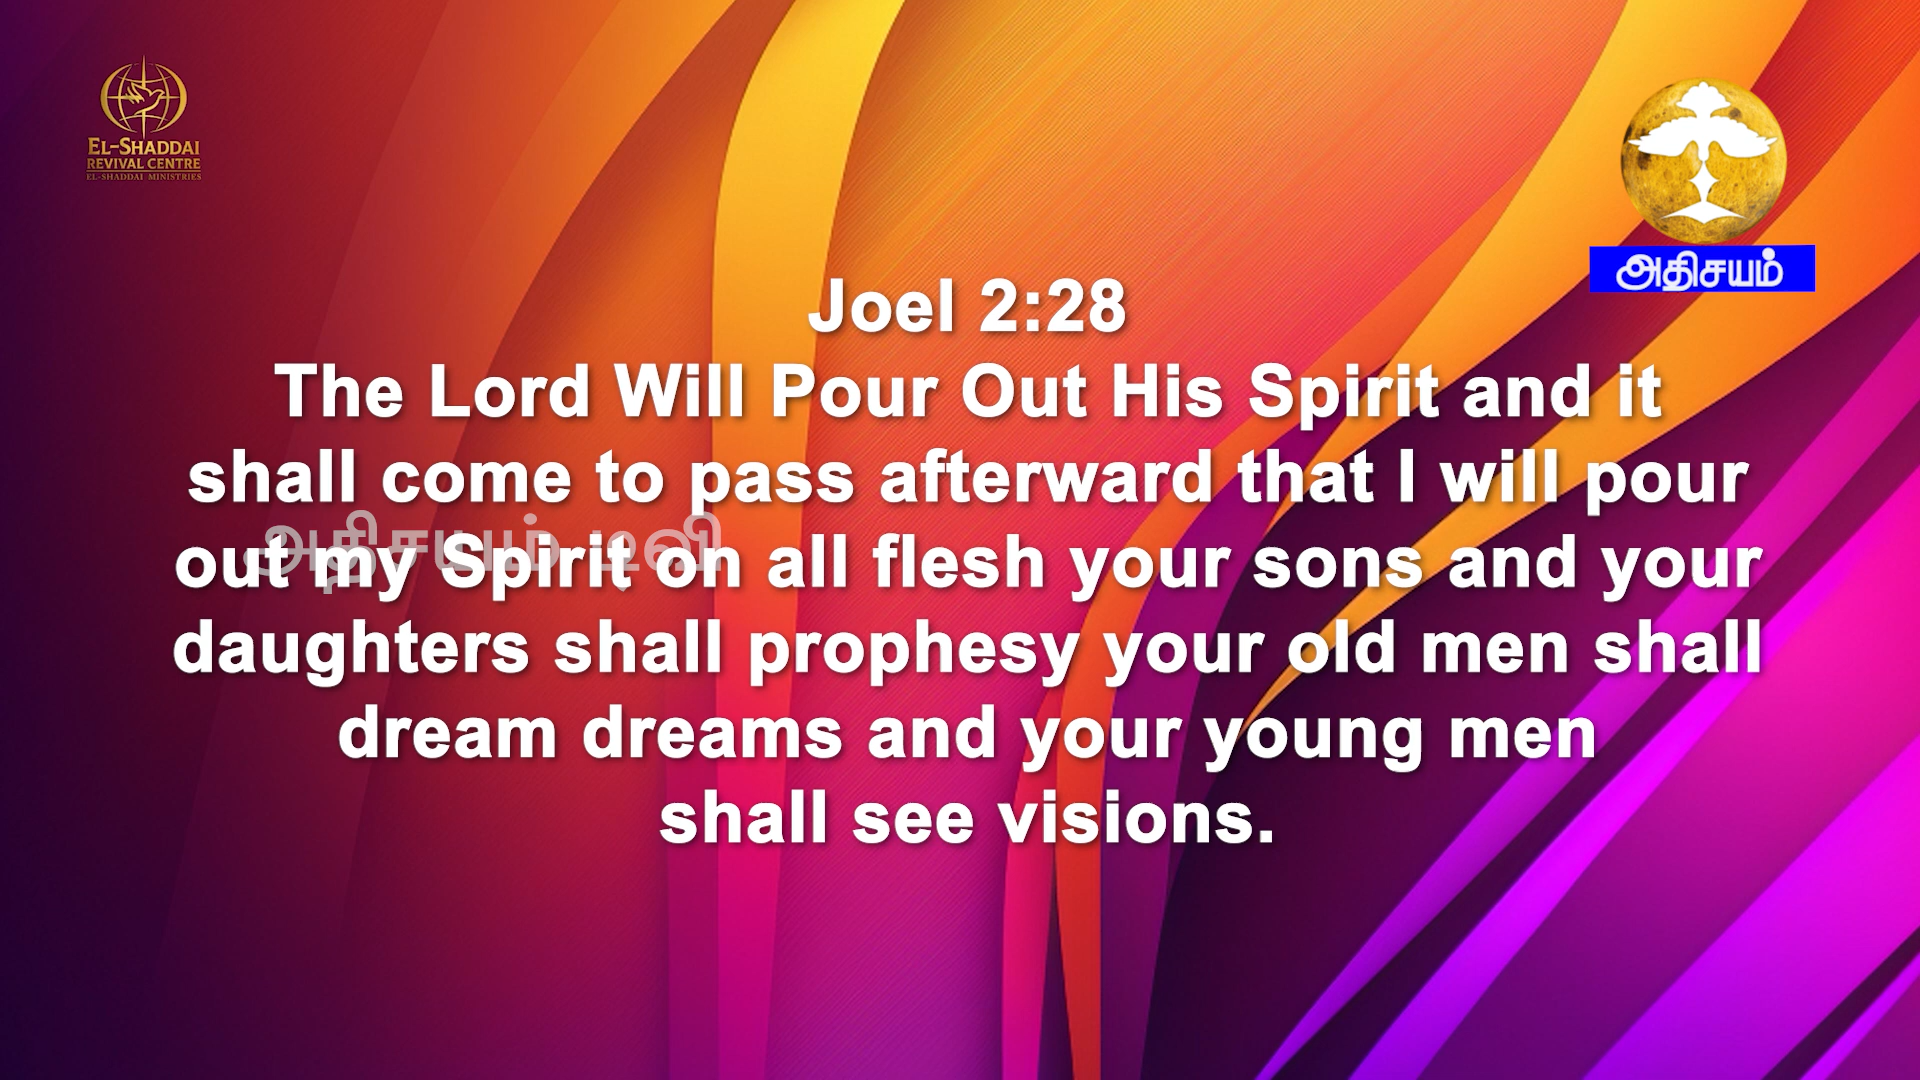 EL-SHADDAI
REVIVAL CENTRE
EL-SHADDAI MINISTRIES
அதிசயம்
Joel 2:28
The Lord Will Pour Out His Spirit and it
shall come to pass afterward that I will pour
அதிசயம் டிவி
out my Spirit on all flesh your sons and your
daughters shall prophesy your old men shall
dream dreams and your young men
shall see visions.